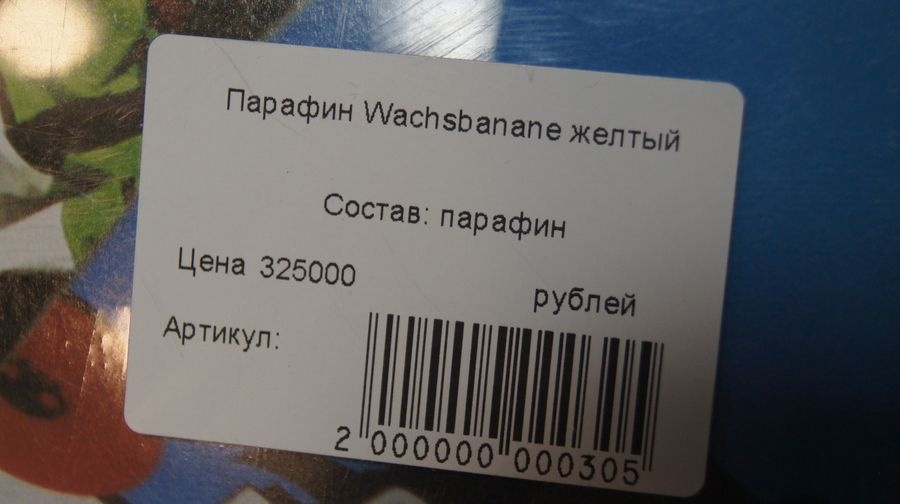 Парафин Wachsbanane желтый
Состав: парафин
Цена 325000
рублей
Артикул:
2 000000 000305